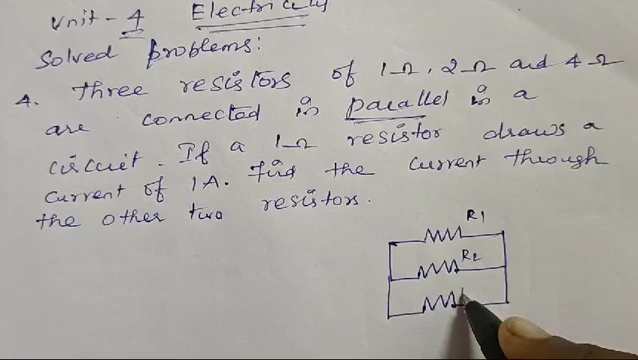 Unit - 4 Electricity
Solved problems:
4. Three resistors of 1Ω, 2Ω and 4Ω
are connected in parallel in a
circuit. If a 1Ω resistor draws a
current of 1A. find the current through
the other two resistors.
R1
R2